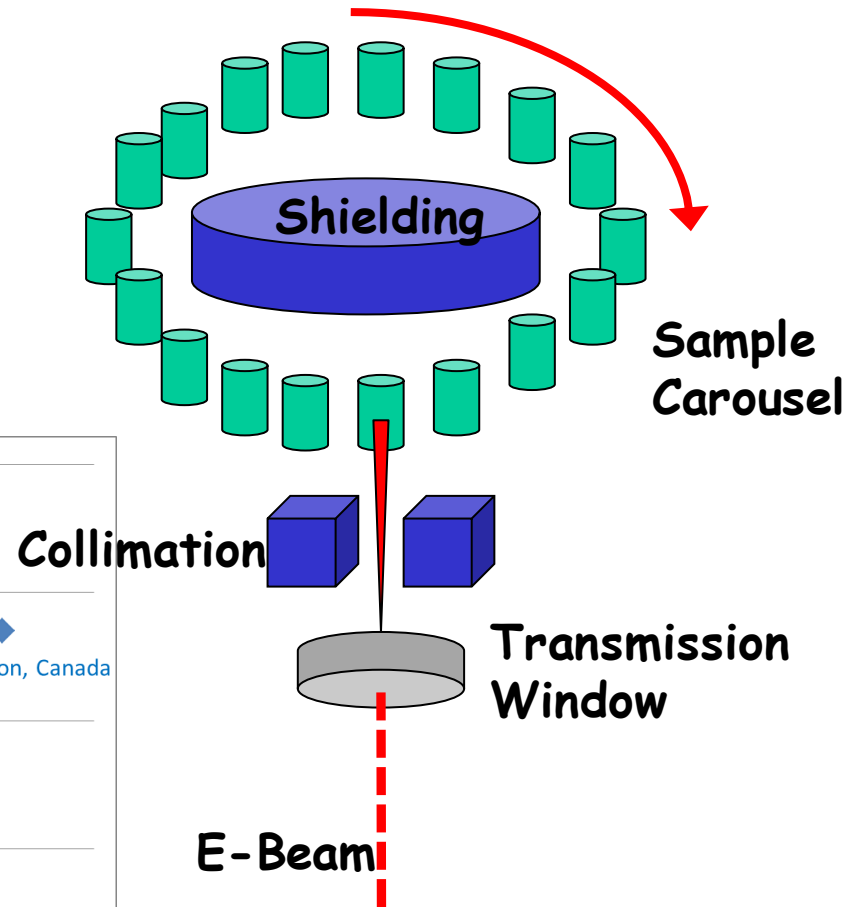 Shielding
Sample
Carousel
Collimation
on, Canada
Transmission
Window
E-Beam